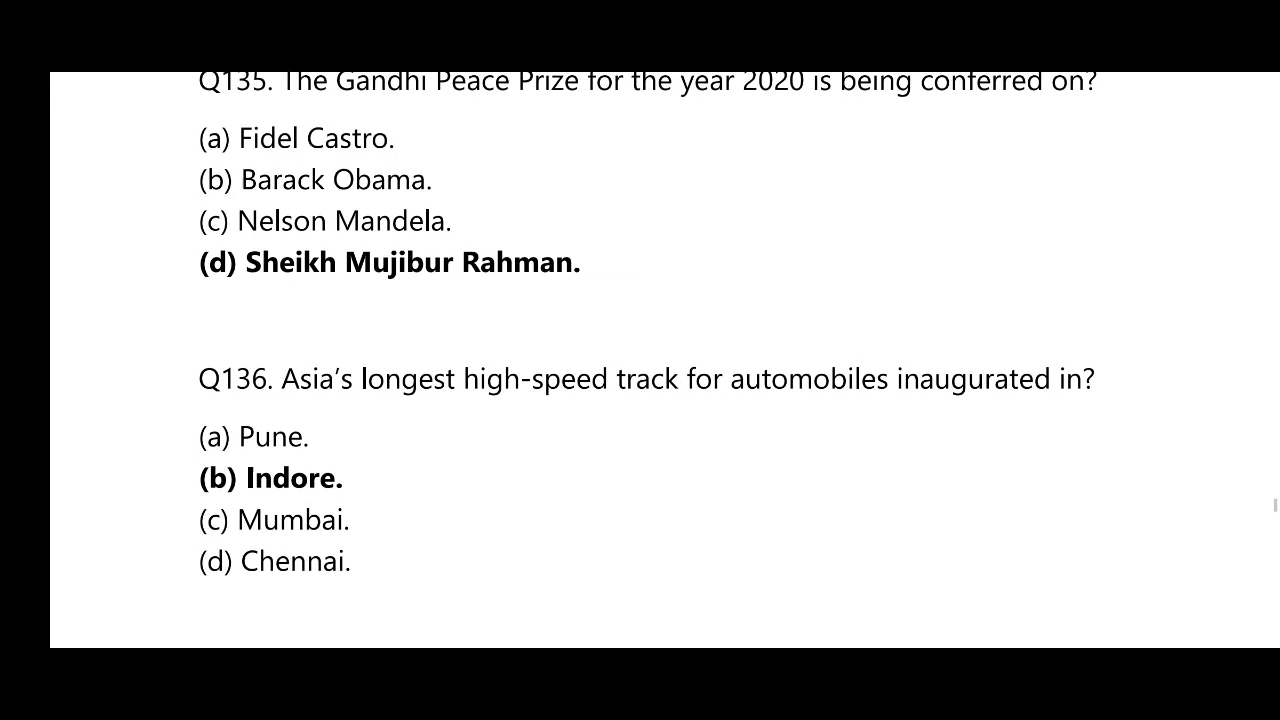 Q135. The Gandhi Peace Prize for the year 2020 is being conferred on?
(a) Fidel Castro.
(b) Barack Obama.
(c) Nelson Mandela.
(d) Sheikh Mujibur Rahman.
Q136. Asia’s longest high-speed track for automobiles inaugurated in?
(a) Pune.
(b) Indore.
(c) Mumbai.
(d) Chennai.